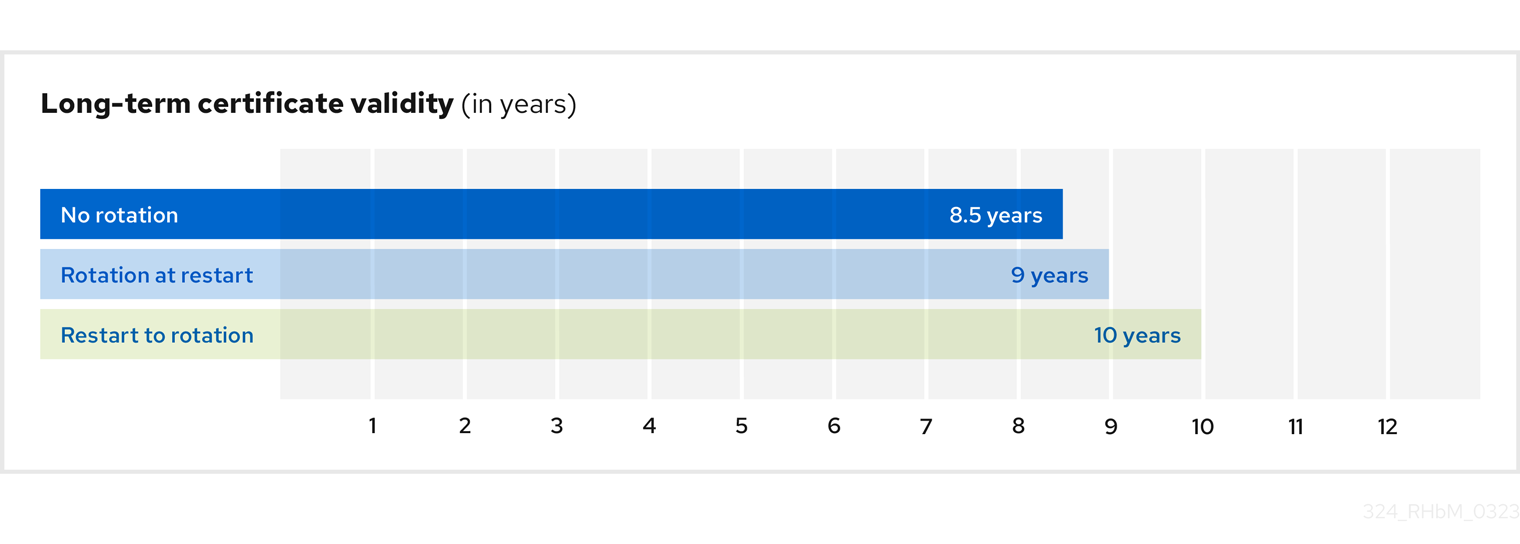 Long-term certificate validity (in years)
No rotation 8.5 years
Rotation at restart 9 years
Restart to rotation 10 years
1 2 3 4 5 6 7 8 9 10 11 12
324_RHbM_0323